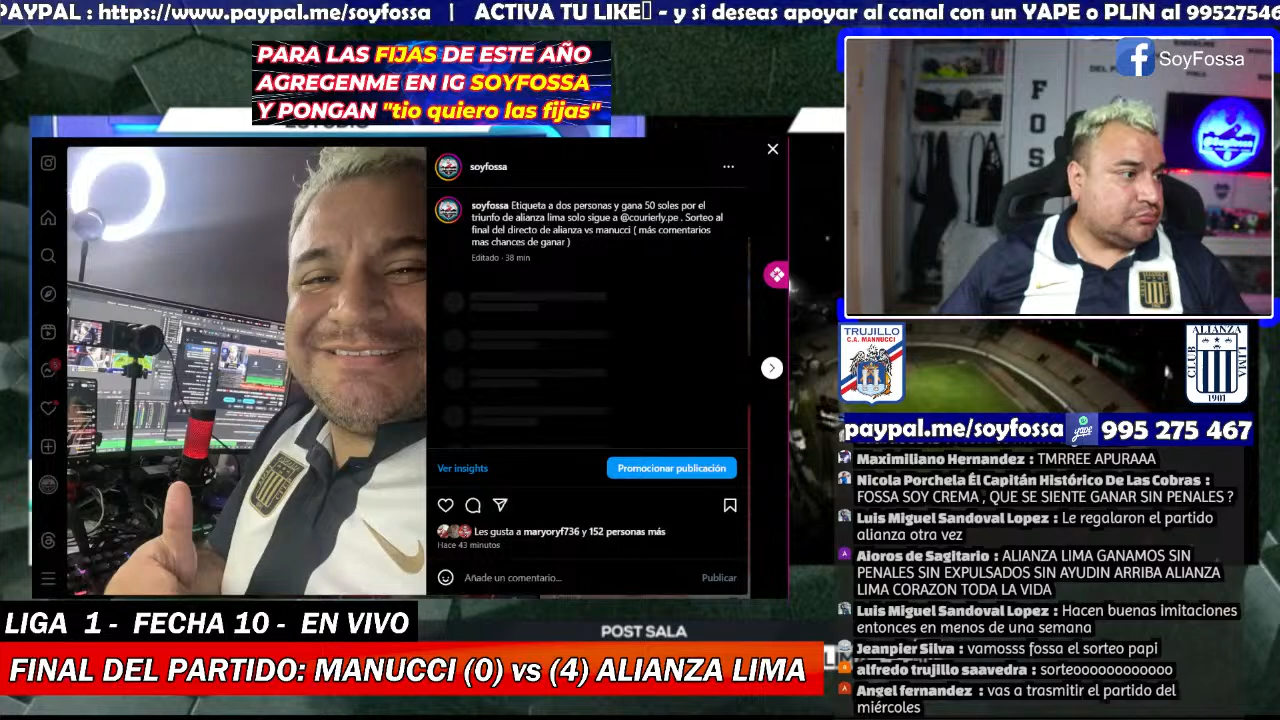 PAYPAL : https://www.paypal.me/soyfossa | ACTIVA TU LIKE - y si deseas apoyar al canal con un YAPE o PLIN al 99527546
PARA LAS FIJAS DE ESTE AÑO
AGREGENME EN IG SOYFOSSA
Y PONGAN "tio quiero las fijas"
SoyFossa
FOS
soyfossa
soyfossa Etiqueta a dos personas y gana 50 soles por el
triunfo de alianza lima solo sigue a @courierly.pe . Sorteo al
final del directo de alianza vs manucci ( más comentarios
mas chances de ganar )
Editado · 38 min
Ver insights
Promocionar publicación
Les gusta a maryoryf736 y 152 personas más
Hace 43 minutos
Añade un comentario...
Publicar
TRUJILLO
C.A. MANNUCCI
ALIANZA
CLUB
LIMA
1901
paypal.me/soyfossa
yape
995 275 467
Maximiliano Hernandez : TMRREE APURAAA
Nicola Porchela Él Capitán Histórico De Las Cobras :
FOSSA SOY CREMA , QUE SE SIENTE GANAR SIN PENALES ?
Luis Miguel Sandoval Lopez : Le regalaron el partido
alianza otra vez
Aioros de Sagitario : ALIANZA LIMA GANAMOS SIN
PENALES SIN EXPULSADOS SIN AYUDIN ARRIBA ALIANZA
LIMA CORAZON TODA LA VIDA
Luis Miguel Sandoval Lopez : Hacen buenas imitaciones
entonces en menos de una semana
Jeanpier Silva : vamosss fossa el sorteo papi
alfredo trujillo saavedra : sorteoooooooooooo
Angel fernandez : vas a trasmitir el partido del
miércoles
LIGA 1 - FECHA 10 - EN VIVO
POST SALA
FINAL DEL PARTIDO: MANUCCI (0) vs (4) ALIANZA LIMA